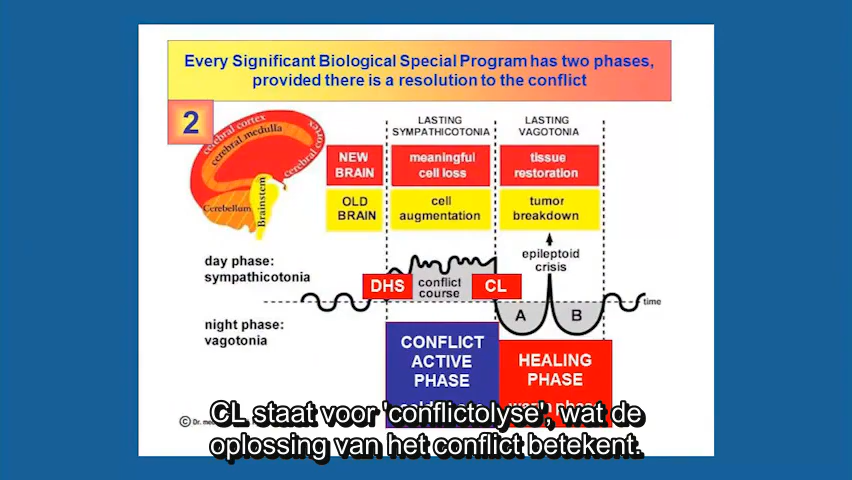 Every Significant Biological Special Program has two phases,
provided there is a resolution to the conflict
2
cerebral cortex
cerebral medulla
cerebral cortex
Cerebellum
Brainstem
LASTING
SYMPATHICOTONIA
LASTING
VAGOTONIA
NEW
BRAIN
meaningful
cell loss
tissue
restoration
OLD
BRAIN
cell
augmentation
tumor
breakdown
epileptoid
crisis
day phase:
sympathicotonia
DHS
conflict
course
CL
time
night phase:
vagotonia
A
B
CONFLICT
ACTIVE
PHASE
HEALING
PHASE
© Dr. med
CL staat voor 'conflictolyse', wat de
oplossing van het conflict betekent.